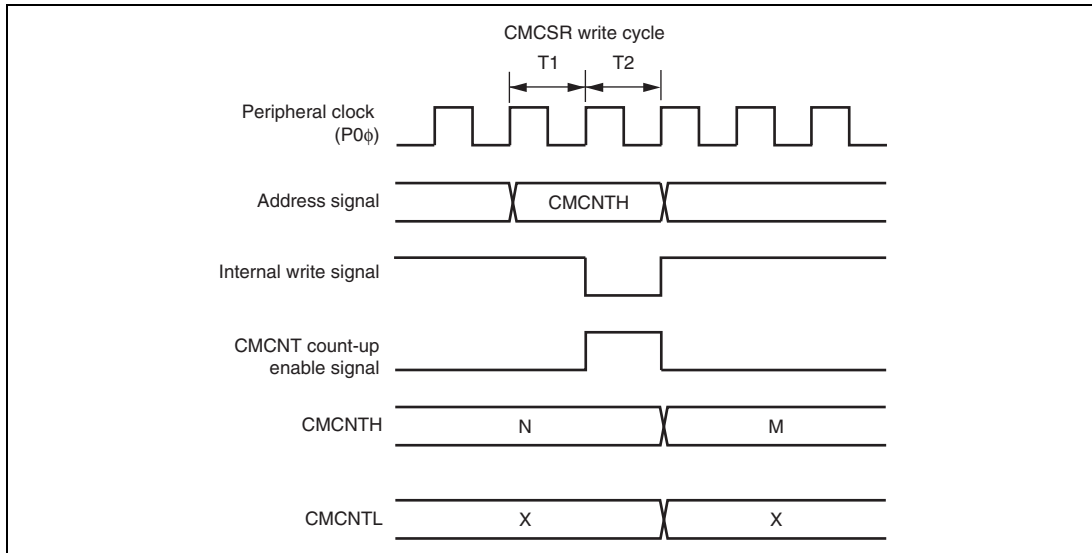 CMCSR write cycle
T1 T2
Peripheral clock
(P0ϕ)
Address signal CMCNTH
Internal write signal
CMCNT count-up
enable signal
CMCNTH N M
CMCNTL X X